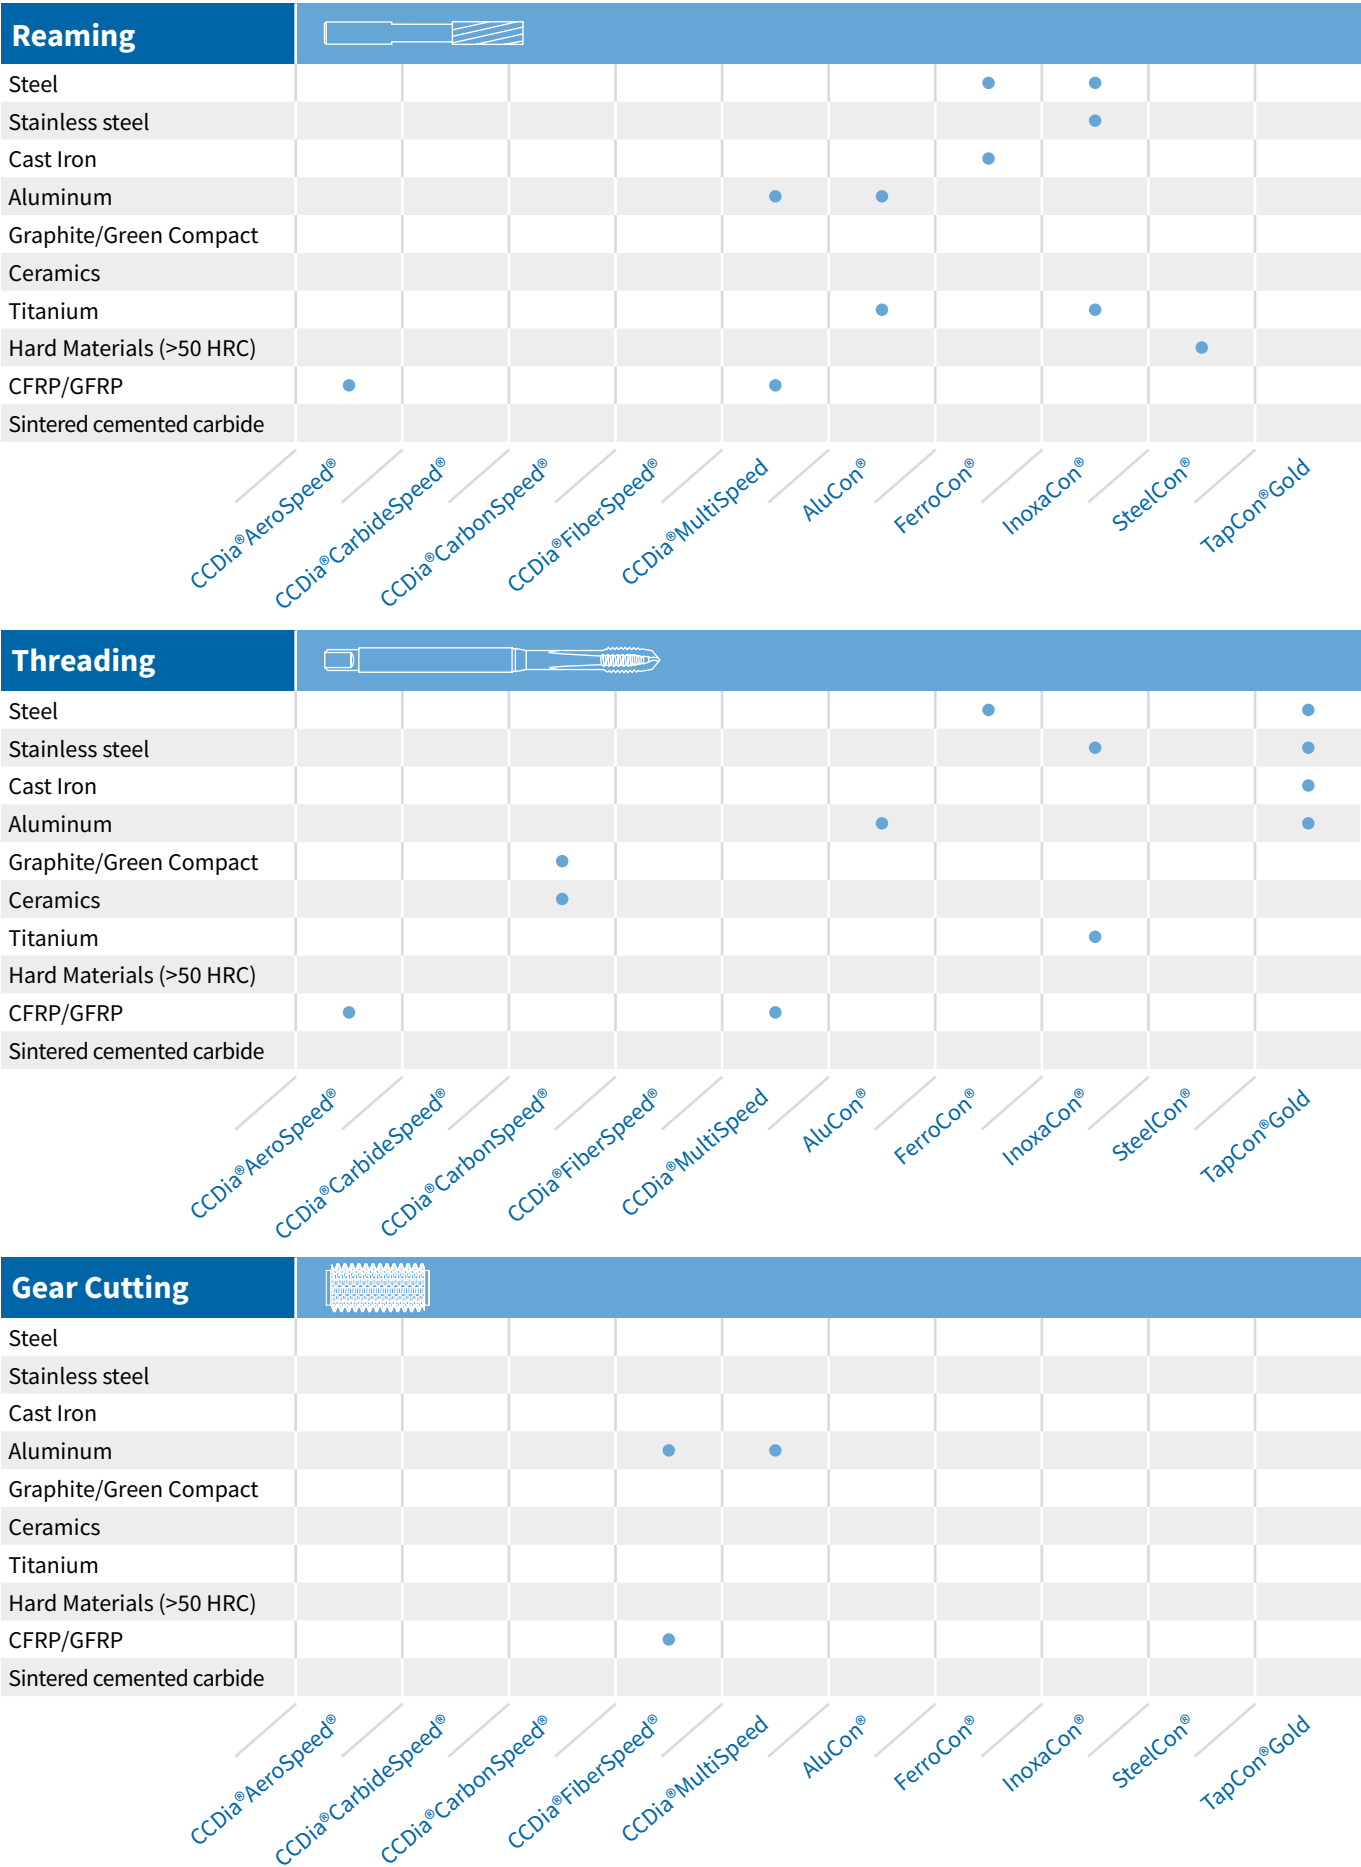 Reaming
Steel
Stainless steel
Cast Iron
Aluminum
Graphite/Green Compact
Ceramics
Titanium
Hard Materials (>50 HRC)
CFRP/GFRP
Sintered cemented carbide
CCDia®AeroSpeed®
CCDia®CarbideSpeed®
CCDia®CarbonSpeed®
CCDia®FiberSpeed®
CCDia®MultiSpeed
AluCon®
FerroCon®
InoxaCon®
SteelCon®
TapCon®Gold
Threading
Steel
Stainless steel
Cast Iron
Aluminum
Graphite/Green Compact
Ceramics
Titanium
Hard Materials (>50 HRC)
CFRP/GFRP
Sintered cemented carbide
CCDia®AeroSpeed®
CCDia®CarbideSpeed®
CCDia®CarbonSpeed®
CCDia®FiberSpeed®
CCDia®MultiSpeed
AluCon®
FerroCon®
InoxaCon®
SteelCon®
TapCon®Gold
Gear Cutting
Steel
Stainless steel
Cast Iron
Aluminum
Graphite/Green Compact
Ceramics
Titanium
Hard Materials (>50 HRC)
CFRP/GFRP
Sintered cemented carbide
CCDia®AeroSpeed®
CCDia®CarbideSpeed®
CCDia®CarbonSpeed®
CCDia®FiberSpeed®
CCDia®MultiSpeed
AluCon®
FerroCon®
InoxaCon®
SteelCon®
TapCon®Gold